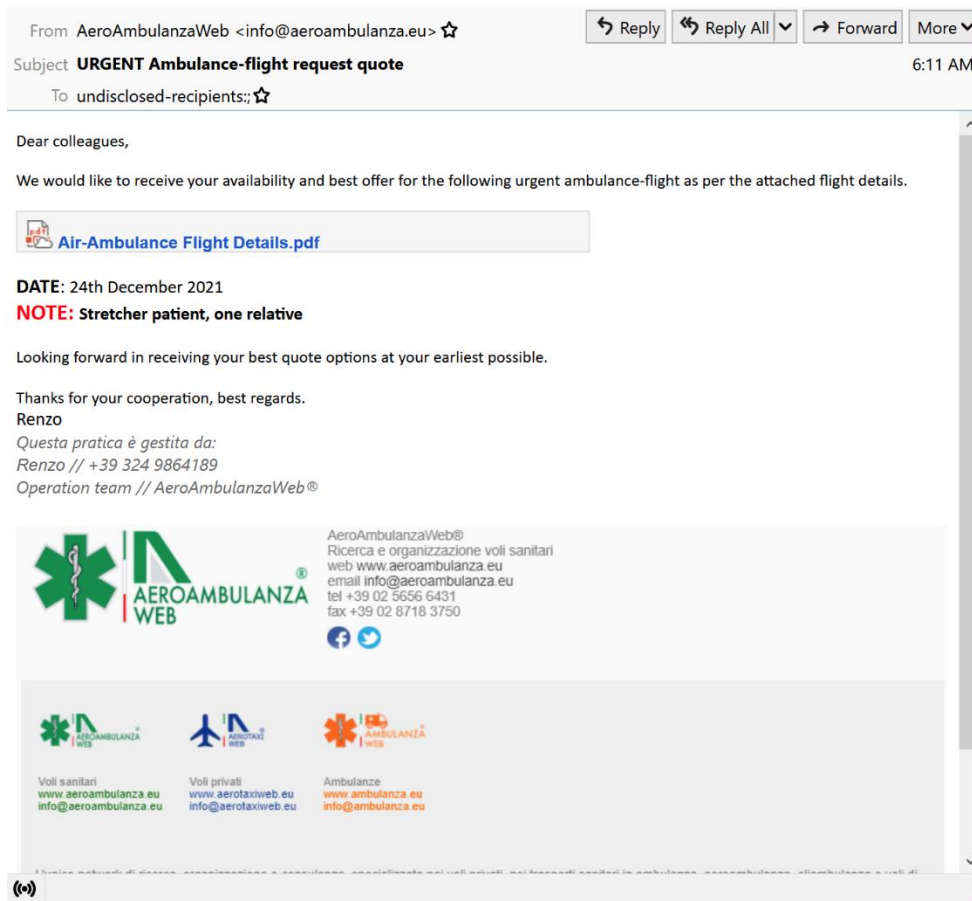 From AeroAmbulanzaWeb <info@aeroambulanza.eu>
Reply Reply All Forward More
Subject URGENT Ambulance-flight request quote 6:11 AM
To undisclosed-recipients:;
Dear colleagues,
We would like to receive your availability and best offer for the following urgent ambulance-flight as per the attached flight details.
pdf Air-Ambulance Flight Details.pdf
DATE: 24th December 2021
NOTE: Stretcher patient, one relative
Looking forward in receiving your best quote options at your earliest possible.
Thanks for your cooperation, best regards.
Renzo
Questa pratica è gestita da:
Renzo // +39 324 9864189
Operation team // AeroAmbulanzaWeb®
AEROAMBULANZA®
WEB
AeroAmbulanzaWeb®
Ricerca e organizzazione voli sanitari
web www.aeroambulanza.eu
email info@aeroambulanza.eu
tel +39 02 5656 6431
fax +39 02 8718 3750
AEROAMBULANZA®
WEB
AEROTAXI®
WEB
AMBULANZA®
WEB
Voli sanitari
www.aeroambulanza.eu
info@aeroambulanza.eu
Voli privati
www.aerotaxiweb.eu
info@aerotaxiweb.eu
Ambulanze
www.ambulanza.eu
info@ambulanza.eu